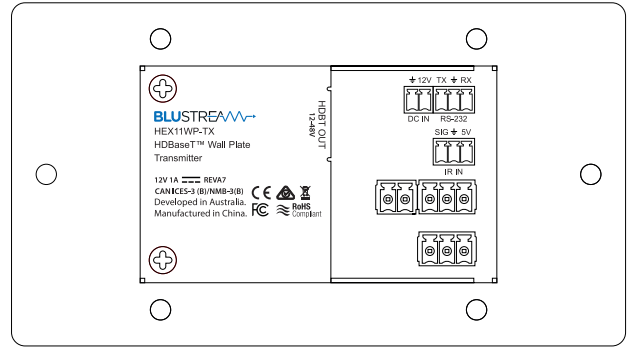 BLUSTREAM
HEX11WP-TX
HDBaseT™ Wall Plate
Transmitter
12V 1A REVA7
CAN ICES-3 (B)/NMB-3(B)
Developed in Australia.
Manufactured in China.
CE
FC
RoHS
Compliant
HDBT OUT
12-48V
12V TX RX
DC IN RS-232
SIG 5V
IR IN